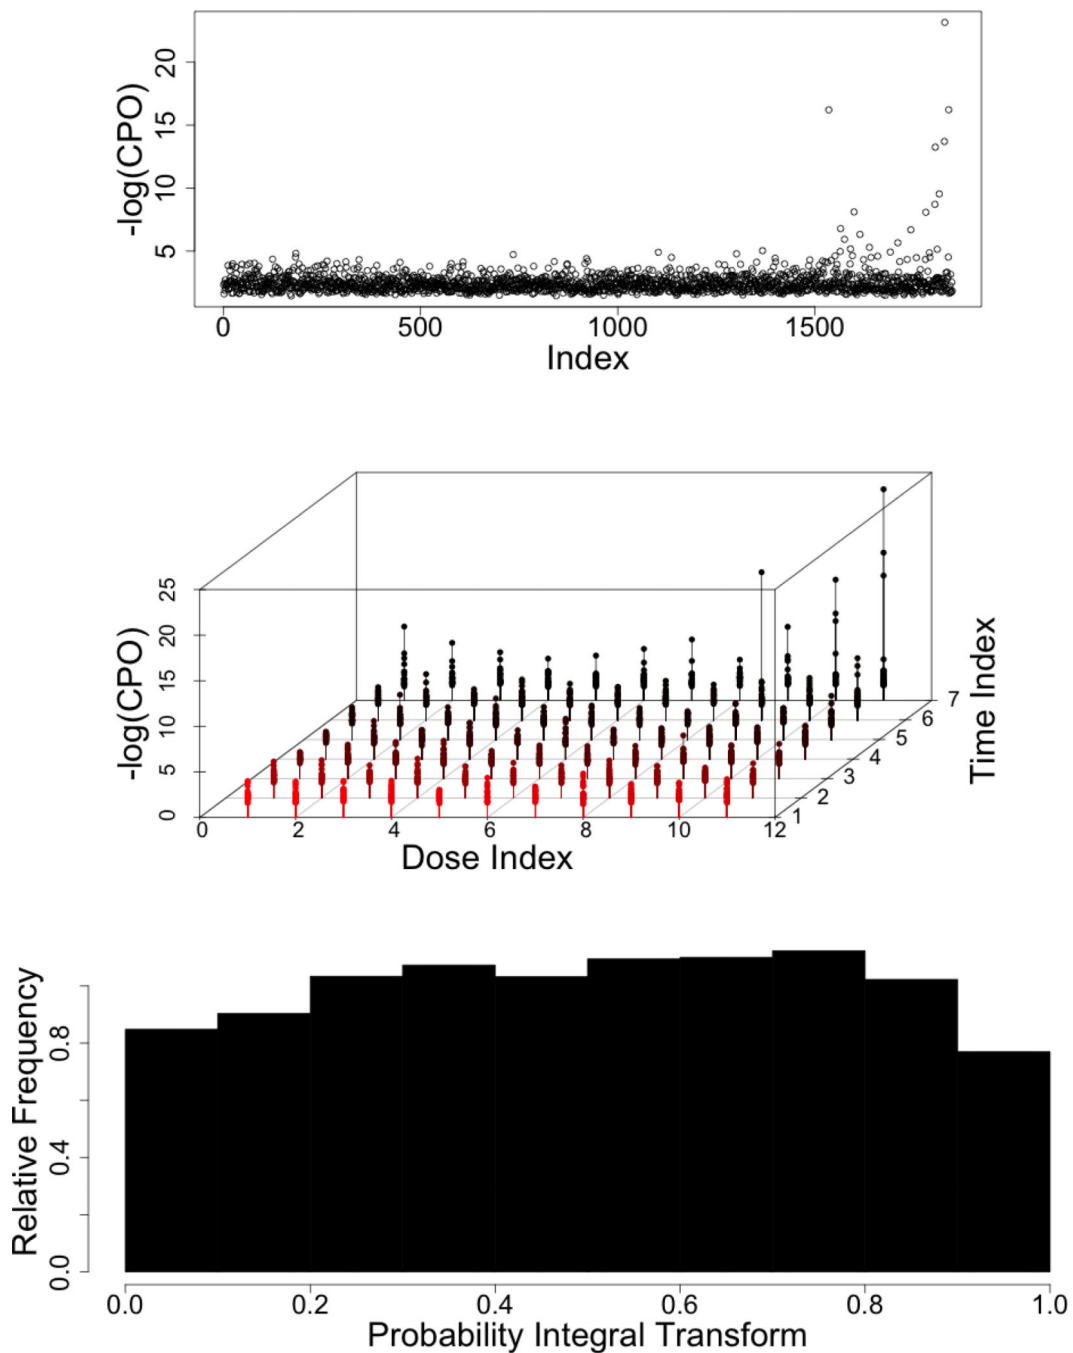 -log(CPO)
20
15
10
5
0 500 1000 1500
Index
-log(CPO)
25
20
15
10
5
0
0 2 4 6 8 10 12
Dose Index
1
2
3
4
5
6
7
Time Index
Relative Frequency
0.8
0.4
0.0
0.0 0.2 0.4 0.6 0.8 1.0
Probability Integral Transform